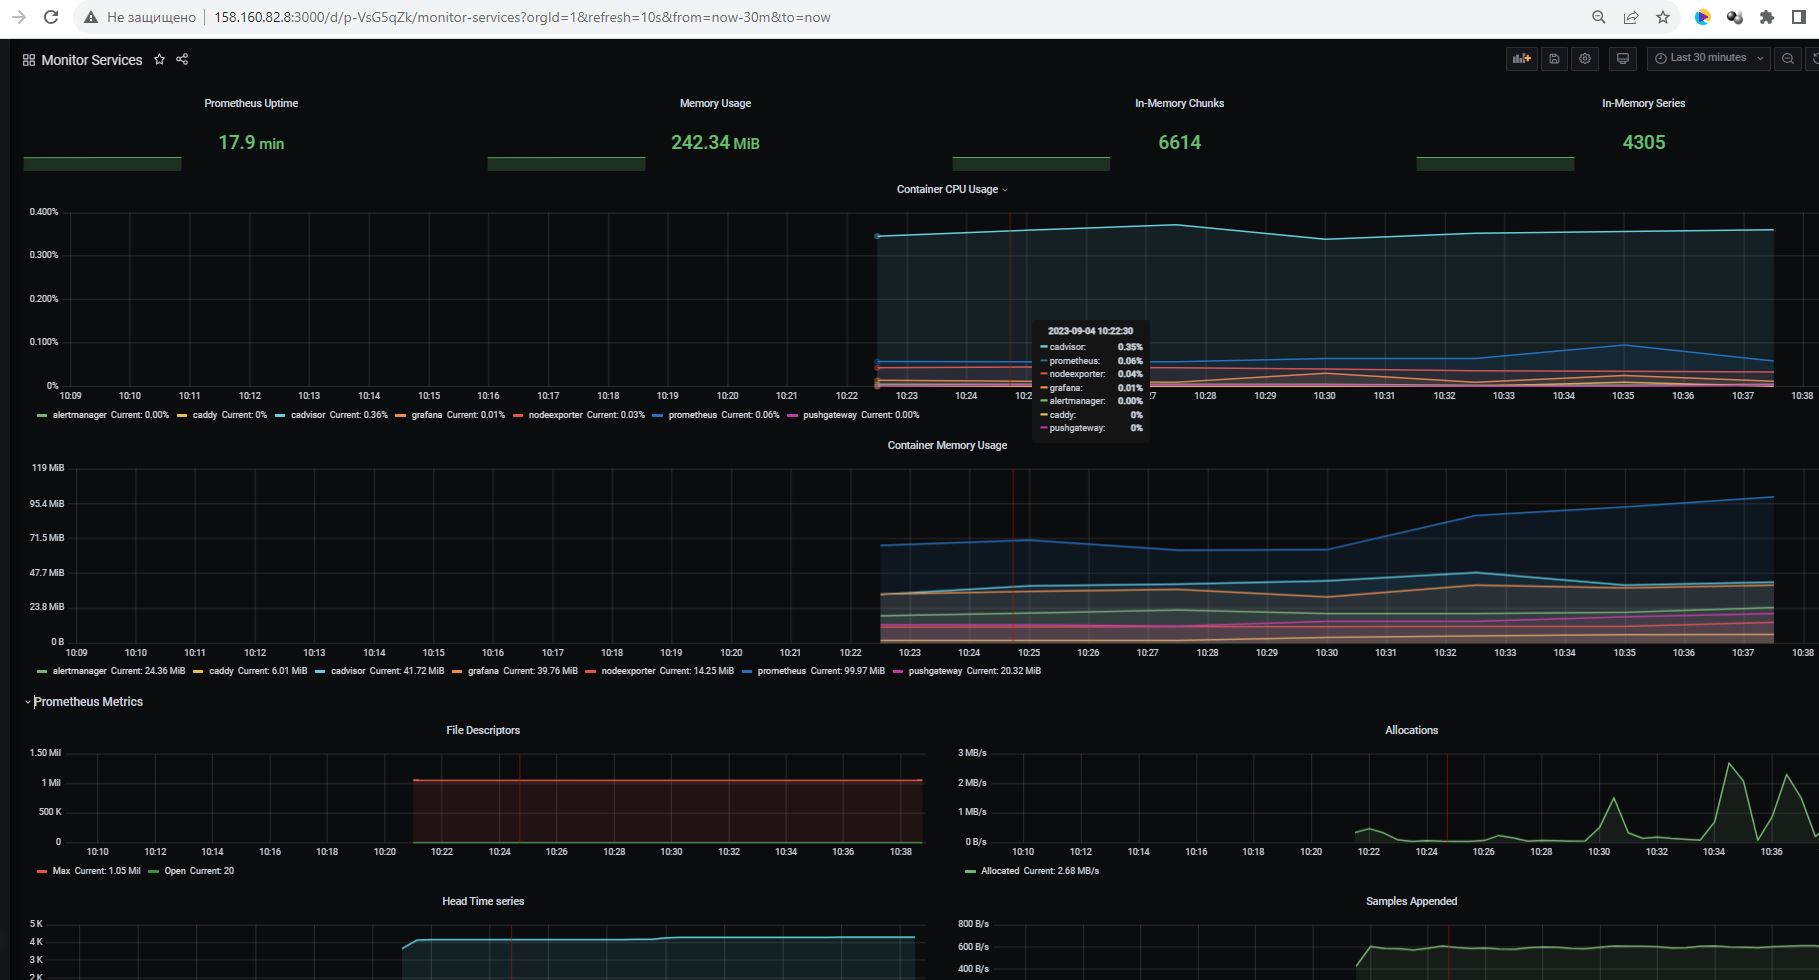 Не защищено 158.160.82.8:3000/d/p-VsG5qZk/monitor-services?orgId=1&refresh=10s&from=now-30m&to=now
Monitor Services
Last 30 minutes
Prometheus Uptime
17.9 min
Memory Usage
242.34 MiB
In-Memory Chunks
6614
In-Memory Series
4305
Container CPU Usage
0.400%
0.300%
0.200%
0.100%
0%
10:09 10:10 10:11 10:12 10:13 10:14 10:15 10:16 10:17 10:18 10:19 10:20 10:21 10:22 10:23 10:24 10:28 10:29 10:30 10:31 10:32 10:33 10:34 10:35 10:36 10:37 10:38
2023-09-04 10:22:30
cadvisor: 0.35%
prometheus: 0.06%
nodeexporter: 0.04%
grafana: 0.01%
alertmanager: 0.00%
caddy: 0%
pushgateway: 0%
alertmanager Current: 0.00% caddy Current: 0% cadvisor Current: 0.36% grafana Current: 0.01% nodeexporter Current: 0.03% prometheus Current: 0.06% pushgateway Current: 0.00%
Container Memory Usage
119 MiB
95.4 MiB
71.5 MiB
47.7 MiB
23.8 MiB
0 B
10:09 10:10 10:11 10:12 10:13 10:14 10:15 10:16 10:17 10:18 10:19 10:20 10:21 10:22 10:23 10:24 10:25 10:26 10:27 10:28 10:29 10:30 10:31 10:32 10:33 10:34 10:35 10:36 10:37 10:38
alertmanager Current: 24.36 MiB caddy Current: 6.01 MiB cadvisor Current: 41.72 MiB grafana Current: 39.76 MiB nodeexporter Current: 14.25 MiB prometheus Current: 99.97 MiB pushgateway Current: 20.32 MiB
Prometheus Metrics
File Descriptors
1.50 Mil
1 Mil
500 K
0
10:10 10:12 10:14 10:16 10:18 10:20 10:22 10:24 10:26 10:28 10:30 10:32 10:34 10:36 10:38
Max Current: 1.05 Mil Open Current: 20
Allocations
3 MB/s
2 MB/s
1 MB/s
0 B/s
10:10 10:12 10:14 10:16 10:18 10:20 10:22 10:24 10:26 10:28 10:30 10:32 10:34 10:36
Allocated Current: 2.68 MB/s
Head Time series
5 K
4 K
3 K
2 K
Samples Appended
800 B/s
600 B/s
400 B/s